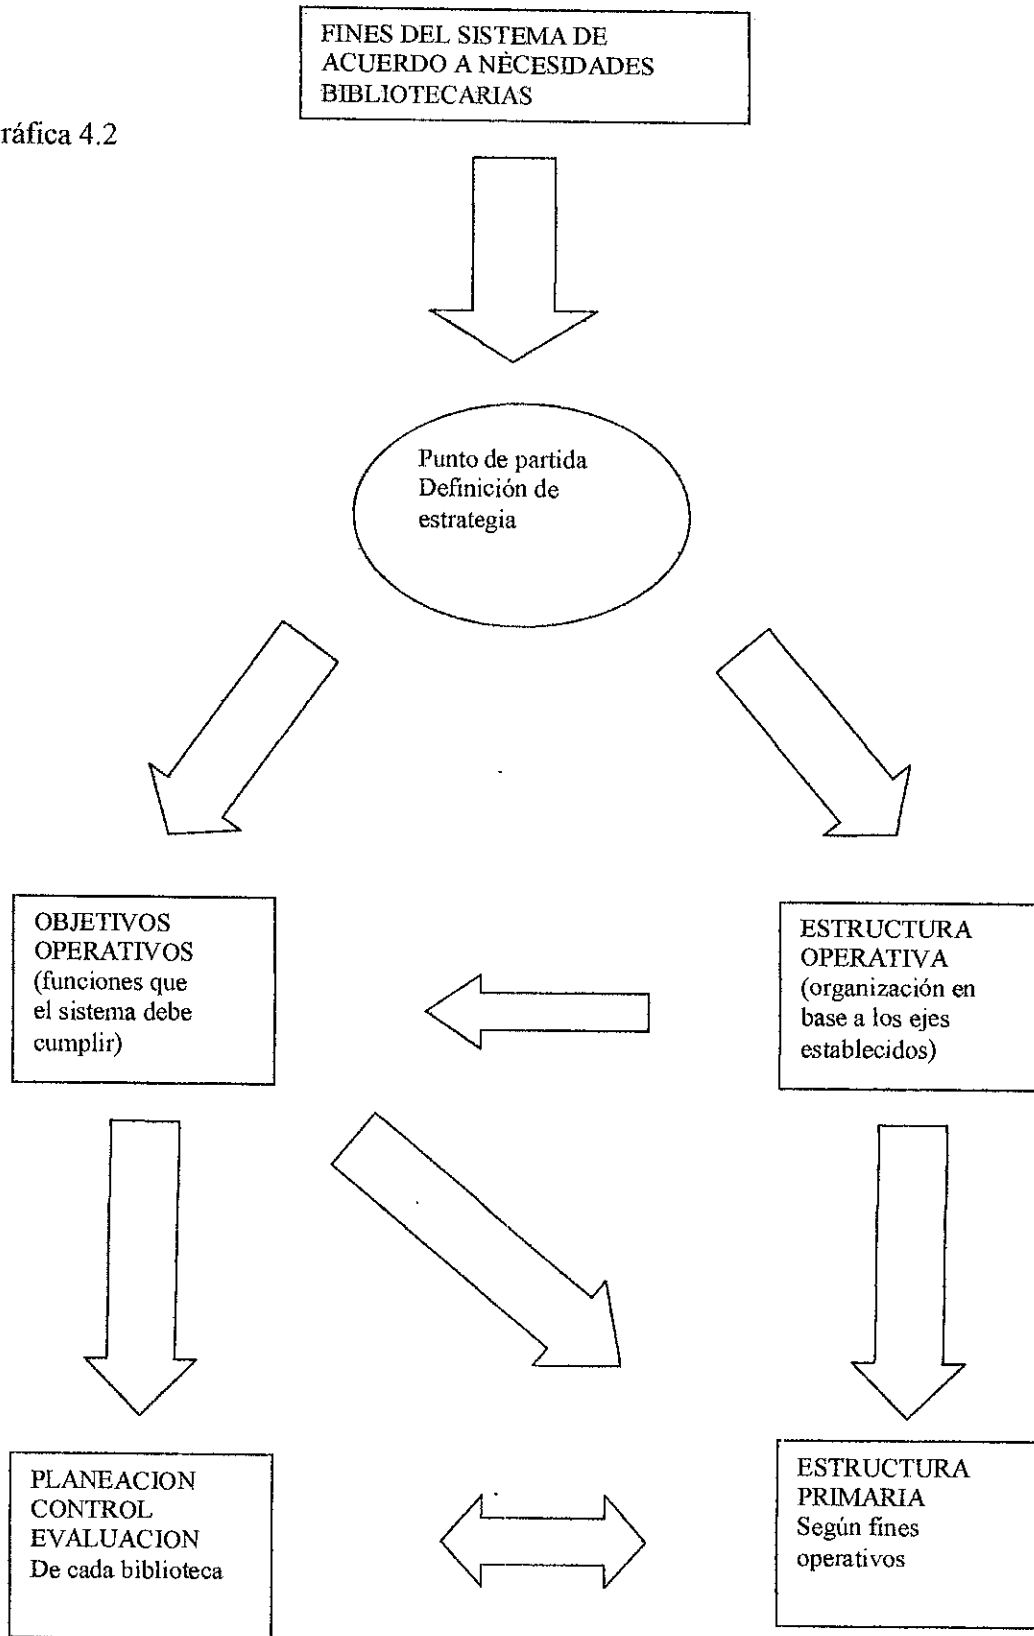 FINES DEL SISTEMA DE
ACUERDO A NÈCESIDADES
BIBLIOTECARIAS
ráfica 4.2
Punto de partida
Definición de
estrategia
OBJETIVOS
OPERATIVOS
(funciones que
el sistema debe
cumplir)
ESTRUCTURA
OPERATIVA
(organización en
base a los ejes
establecidos)
PLANEACION
CONTROL
EVALUACION
De cada biblioteca
ESTRUCTURA
PRIMARIA
Según fines
operativos